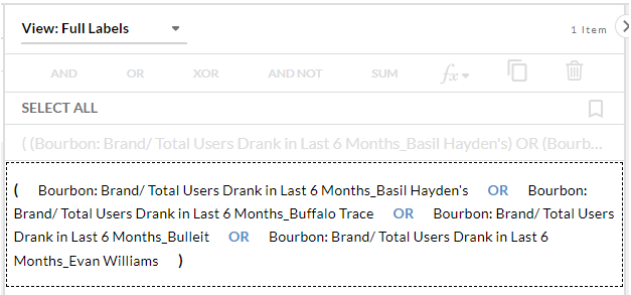 View: Full Labels
1 Item
AND OR XOR AND NOT SUM fx
SELECT ALL
( (Bourbon: Brand/ Total Users Drank in Last 6 Months_Basil Hayden's) OR (Bourb...
( Bourbon: Brand/ Total Users Drank in Last 6 Months_Basil Hayden's OR Bourbon:
Brand/ Total Users Drank in Last 6 Months_Buffalo Trace OR Bourbon: Brand/ Total Users
Drank in Last 6 Months_Bulleit OR Bourbon: Brand/ Total Users Drank in Last 6
Months_Evan Williams )